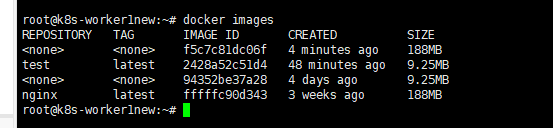 root@k8s-worker1new:~# docker images
REPOSITORY   TAG       IMAGE ID       CREATED          SIZE
<none>       <none>    f5c7c81dc06f   4 minutes ago    188MB
test         latest    2428a52c51d4   48 minutes ago   9.25MB
<none>       <none>    94352be37a28   4 days ago       9.25MB
nginx        latest    fffffc90d343   3 weeks ago      188MB
root@k8s-worker1new:~#